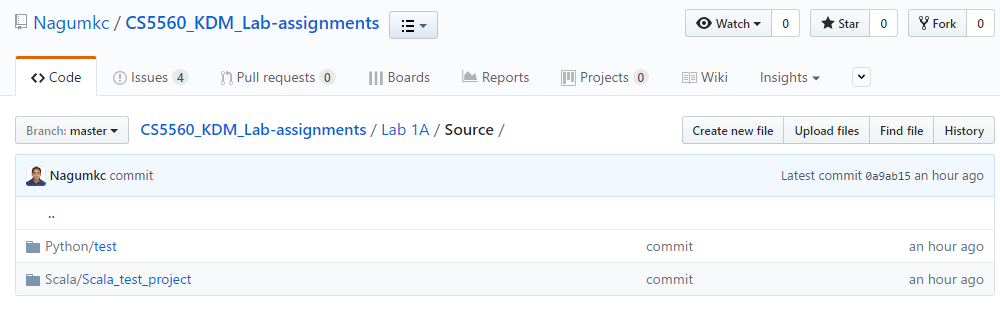 Nagumkc / CS5560_KDM_Lab-assignments Watch 0 Star 0 Fork 0
Code Issues 4 Pull requests 0 Boards Reports Projects 0 Wiki Insights
Branch: master CS5560_KDM_Lab-assignments / Lab 1A / Source / Create new file Upload files Find file History
Nagumkc commit Latest commit 0a9ab15 an hour ago
..
Python/test commit an hour ago
Scala/Scala_test_project commit an hour ago